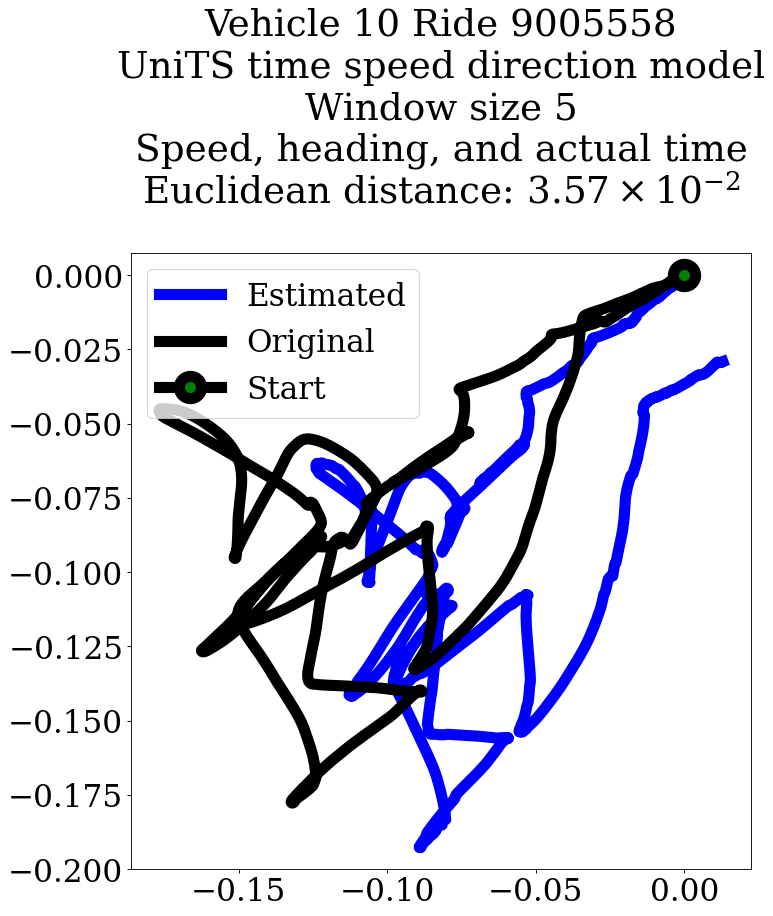 Vehicle 10 Ride 9005558
UniTS time speed direction model
Window size 5
Speed, heading, and actual time
Euclidean distance: 3.57 × 10⁻²
0.000
−0.025
−0.050
−0.075
−0.100
−0.125
−0.150
−0.175
−0.200
Estimated
Original
Start
−0.15
−0.10
−0.05
0.00